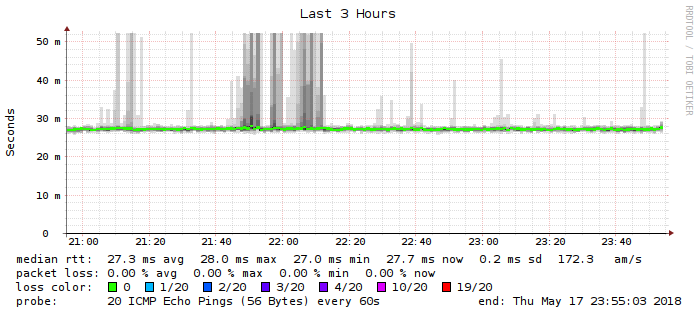 Last 3 Hours
RRDTOOL / TOBI OETIKER
Seconds
50 m
40 m
30 m
20 m
10 m
0
21:00 21:20 21:40 22:00 22:20 22:40 23:00 23:20 23:40
median rtt: 27.3 ms avg 28.0 ms max 27.0 ms min 27.7 ms now 0.2 ms sd 172.3 am/s
packet loss: 0.00 % avg 0.00 % max 0.00 % min 0.00 % now
loss color: 0 1/20 2/20 3/20 4/20 10/20 19/20
probe: 20 ICMP Echo Pings (56 Bytes) every 60s end: Thu May 17 23:55:03 2018